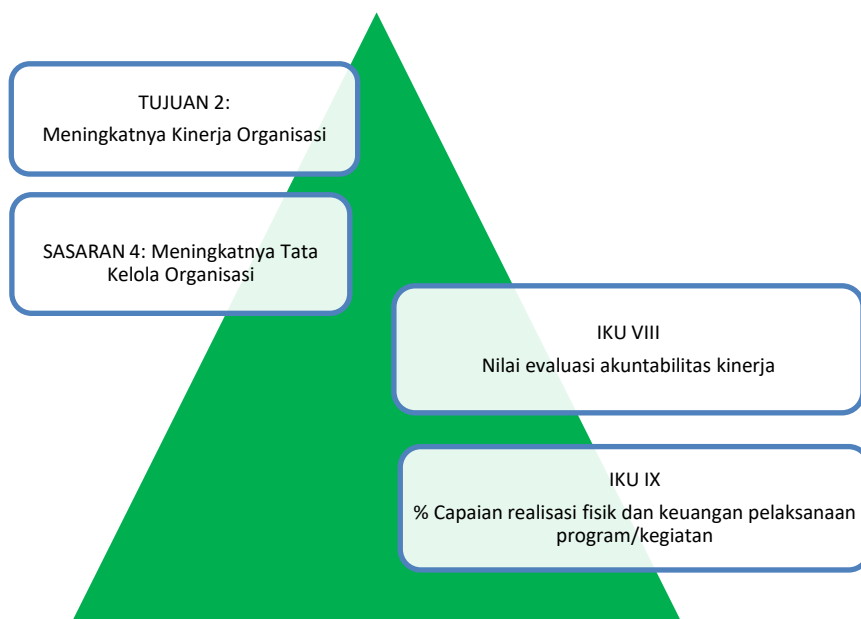 TUJUAN 2:
Meningkatnya Kinerja Organisasi
SASARAN 4: Meningkatnya Tata
Kelola Organisasi
IKU VIII
Nilai evaluasi akuntabilitas kinerja
IKU IX
% Capaian realisasi fisik dan keuangan pelaksanaan
program/kegiatan